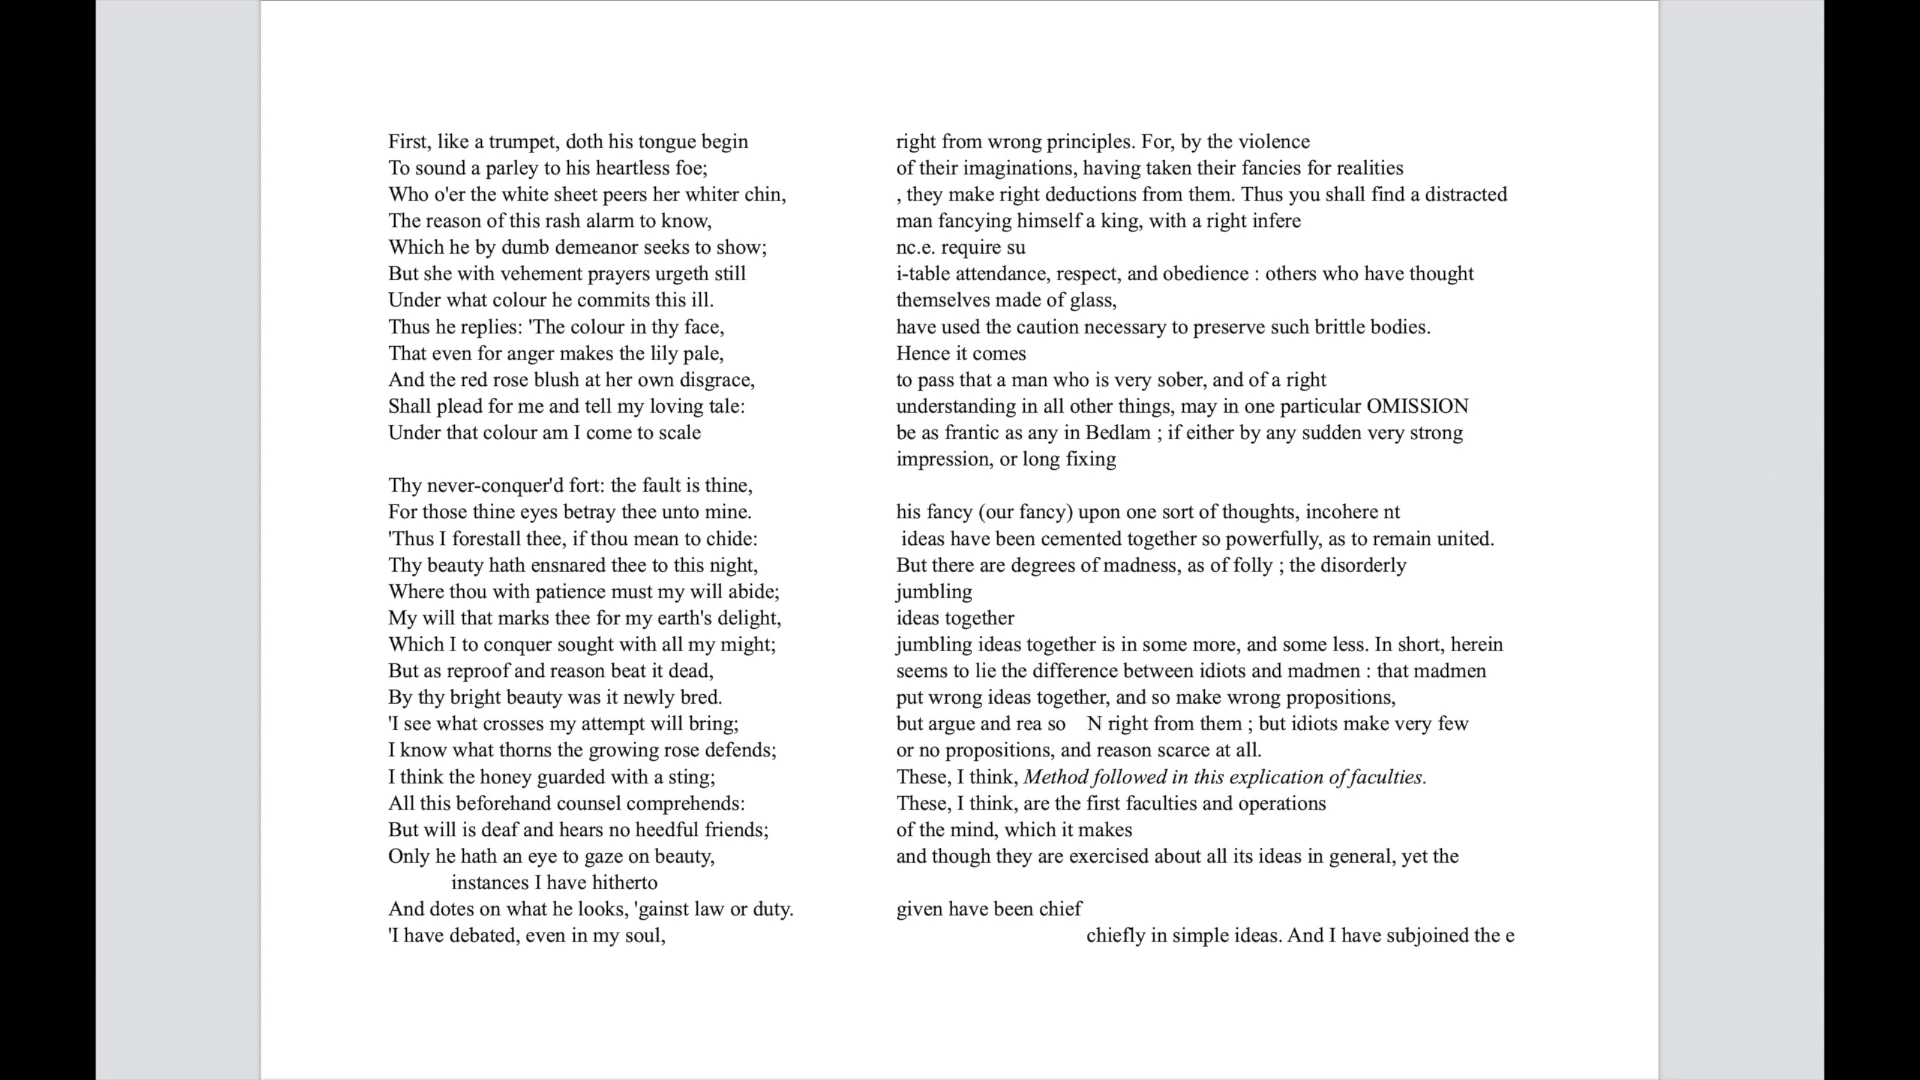 First, like a trumpet, doth his tongue begin
To sound a parley to his heartless foe;
Who o'er the white sheet peers her whiter chin,
The reason of this rash alarm to know,
Which he by dumb demeanor seeks to show;
But she with vehement prayers urgeth still
Under what colour he commits this ill.
Thus he replies: 'The colour in thy face,
That even for anger makes the lily pale,
And the red rose blush at her own disgrace,
Shall plead for me and tell my loving tale:
Under that colour am I come to scale
Thy never-conquer'd fort: the fault is thine,
For those thine eyes betray thee unto mine.
'Thus I forestall thee, if thou mean to chide:
Thy beauty hath ensnared thee to this night,
Where thou with patience must my will abide;
My will that marks thee for my earth's delight,
Which I to conquer sought with all my might;
But as reproof and reason beat it dead,
By thy bright beauty was it newly bred.
'I see what crosses my attempt will bring;
I know what thorns the growing rose defends;
I think the honey guarded with a sting;
All this beforehand counsel comprehends:
But will is deaf and hears no heedful friends;
Only he hath an eye to gaze on beauty,
instances I have hitherto
And dotes on what he looks, 'gainst law or duty.
'I have debated, even in my soul,
right from wrong principles. For, by the violence
of their imaginations, having taken their fancies for realities
, they make right deductions from them. Thus you shall find a distracted
man fancying himself a king, with a right infere
nc.e. require su
i-table attendance, respect, and obedience : others who have thought
themselves made of glass,
have used the caution necessary to preserve such brittle bodies.
Hence it comes
to pass that a man who is very sober, and of a right
understanding in all other things, may in one particular OMISSION
be as frantic as any in Bedlam ; if either by any sudden very strong
impression, or long fixing
his fancy (our fancy) upon one sort of thoughts, incohere nt
ideas have been cemented together so powerfully, as to remain united.
But there are degrees of madness, as of folly ; the disorderly
jumbling
ideas together
jumbling ideas together is in some more, and some less. In short, herein
seems to lie the difference between idiots and madmen : that madmen
put wrong ideas together, and so make wrong propositions,
but argue and rea so    N right from them ; but idiots make very few
or no propositions, and reason scarce at all.
These, I think, Method followed in this explication of faculties.
These, I think, are the first faculties and operations
of the mind, which it makes
and though they are exercised about all its ideas in general, yet the
given have been chief
chiefly in simple ideas. And I have subjoined the e